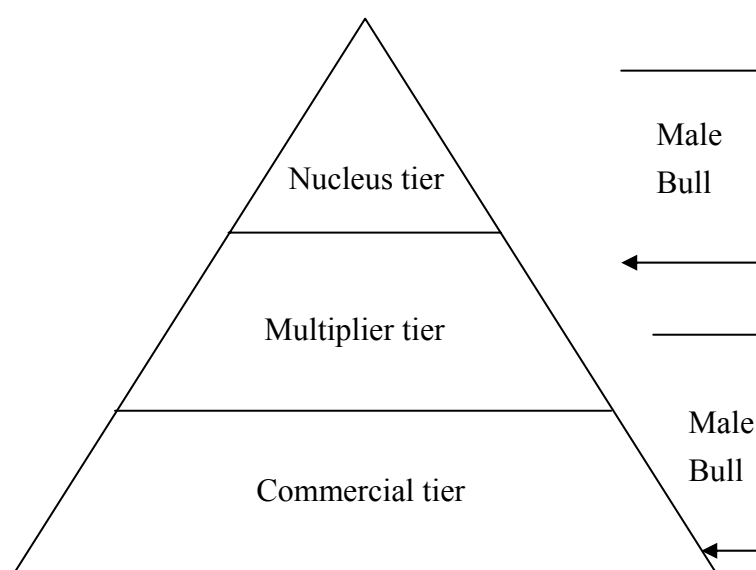 Nucleus tier
Male
Bull
Multiplier tier
Male
Bull
Commercial tier